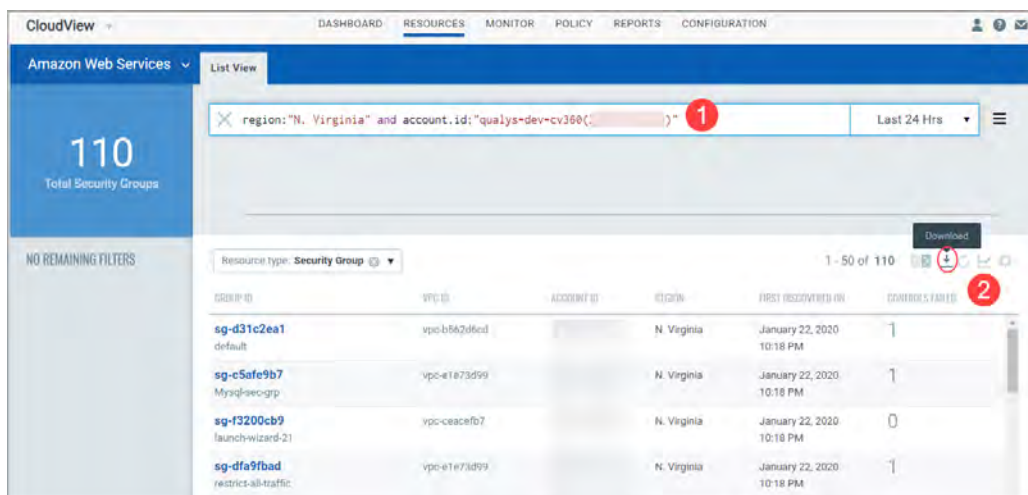 CloudView
DASHBOARD RESOURCES MONITOR POLICY REPORTS CONFIGURATION
Amazon Web Services
List View
region:"N. Virginia" and account.id:"qualys-dev-cv360( )"
1
Last 24 Hrs
110
Total Security Groups
Download
NO REMAINING FILTERS
Resource type: Security Group
1 - 50 of 110
2
GROUP ID VPC ID ACCOUNT ID REGION FIRST DISCOVERED ON CONTROLS FAILED
sg-d31c2ea1 vpc-b562d6cd N. Virginia January 22, 2020 1
default 10:18 PM
sg-c5afe9b7 vpc-e1e73d99 N. Virginia January 22, 2020 1
Mysql-sec-grp 10:18 PM
sg-f3200cb9 vpc-ceacefb7 N. Virginia January 22, 2020 0
launch-wizard-21 10:18 PM
sg-dfa9fbad vpc-e1e73d99 N. Virginia January 22, 2020 1
restrict-all-traffic 10:18 PM